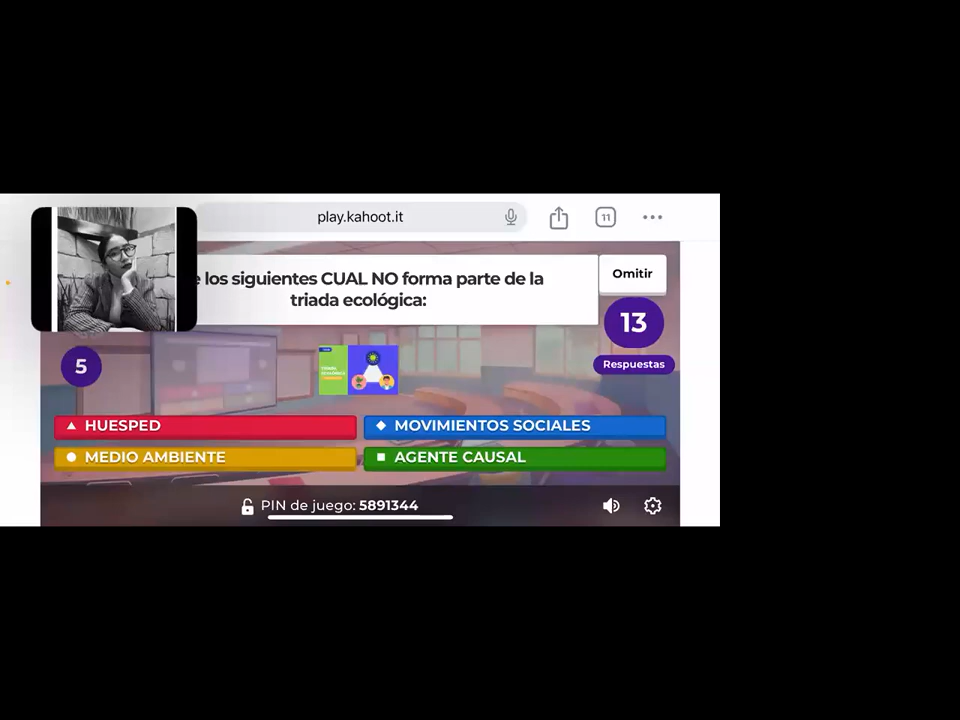 play.kahoot.it
11
los siguientes CUAL NO forma parte de la
triada ecológica:
Omitir
13
Respuestas
5
HUESPED
MOVIMIENTOS SOCIALES
MEDIO AMBIENTE
AGENTE CAUSAL
PIN de juego: 5891344